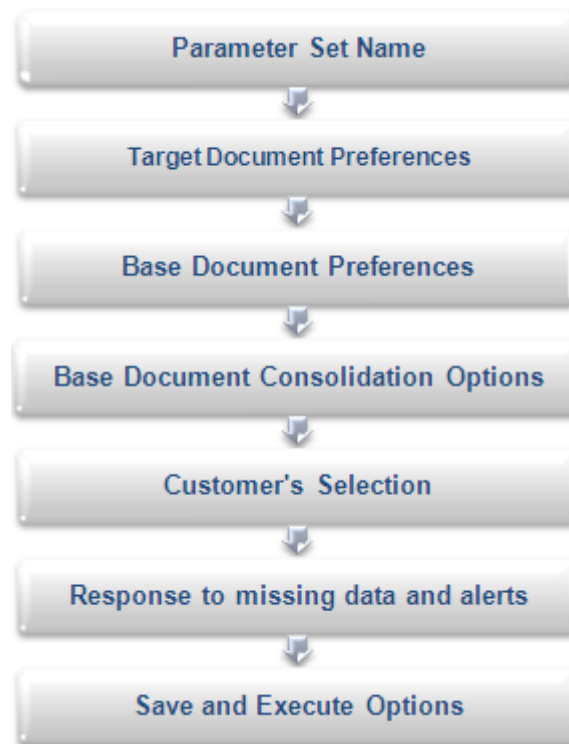 Parameter Set Name
Target Document Preferences
Base Document Preferences
Base Document Consolidation Options
Customer's Selection
Response to missing data and alerts
Save and Execute Options